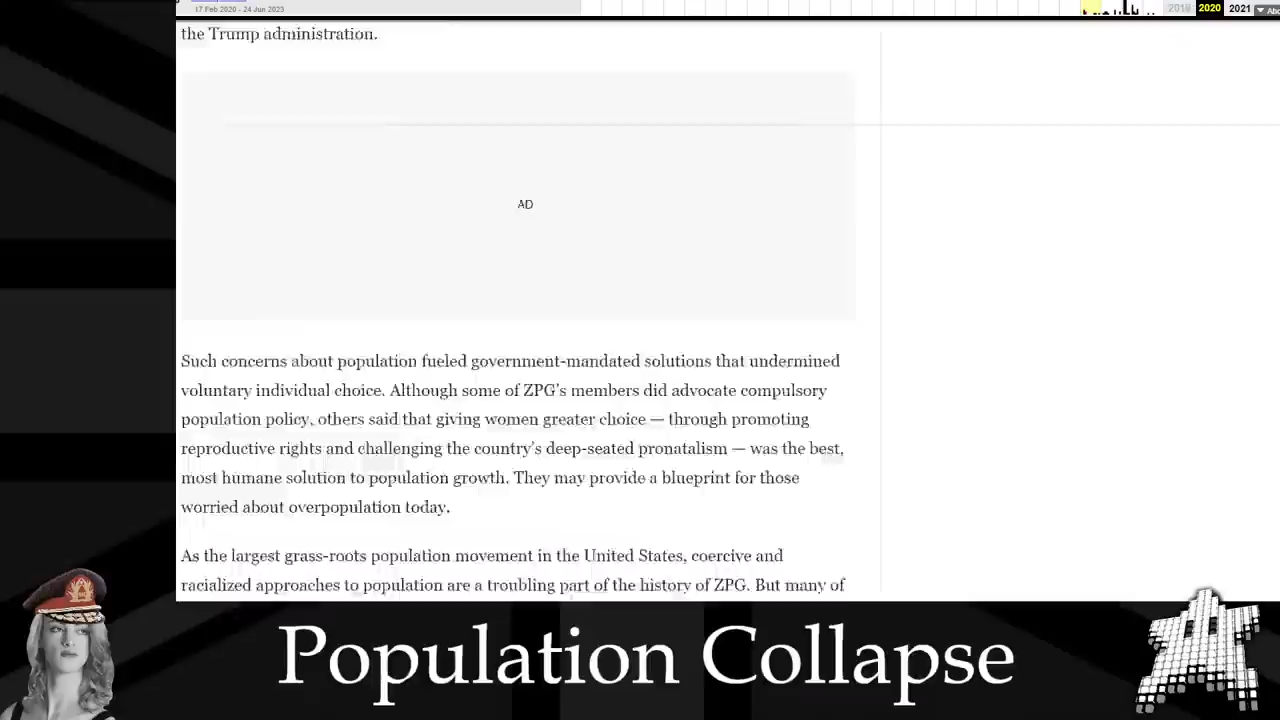 17 Feb 2020 - 24 Jun 2023
2019 2020 2021
the Trump administration.
AD
Such concerns about population fueled government-mandated solutions that undermined
voluntary individual choice. Although some of ZPG's members did advocate compulsory
population policy, others said that giving women greater choice — through promoting
reproductive rights and challenging the country's deep-seated pronatalism — was the best,
most humane solution to population growth. They may provide a blueprint for those
worried about overpopulation today.
As the largest grass-roots population movement in the United States, coercive and
racialized approaches to population are a troubling part of the history of ZPG. But many of
Population Collapse